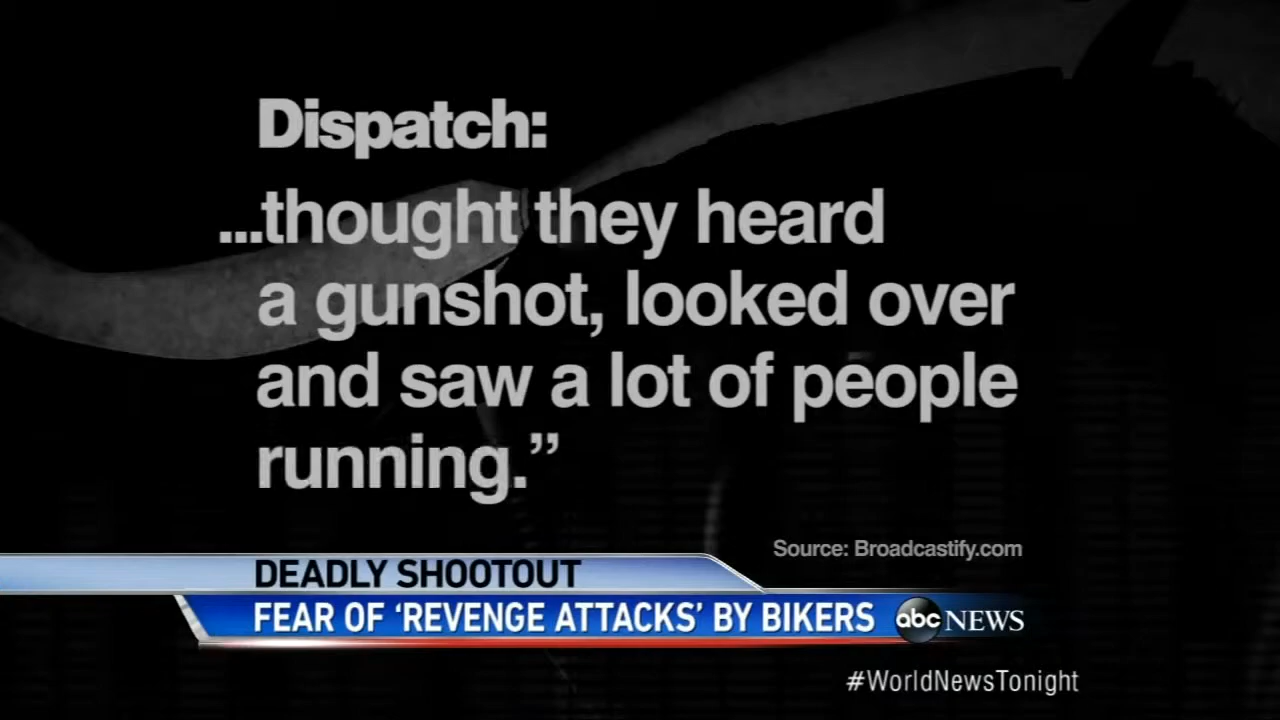 Dispatch:
...thought they heard
a gunshot, looked over
and saw a lot of people
running.”
Source: Broadcastify.com
DEADLY SHOOTOUT
FEAR OF ‘REVENGE ATTACKS’ BY BIKERS abc NEWS
#WorldNewsTonight